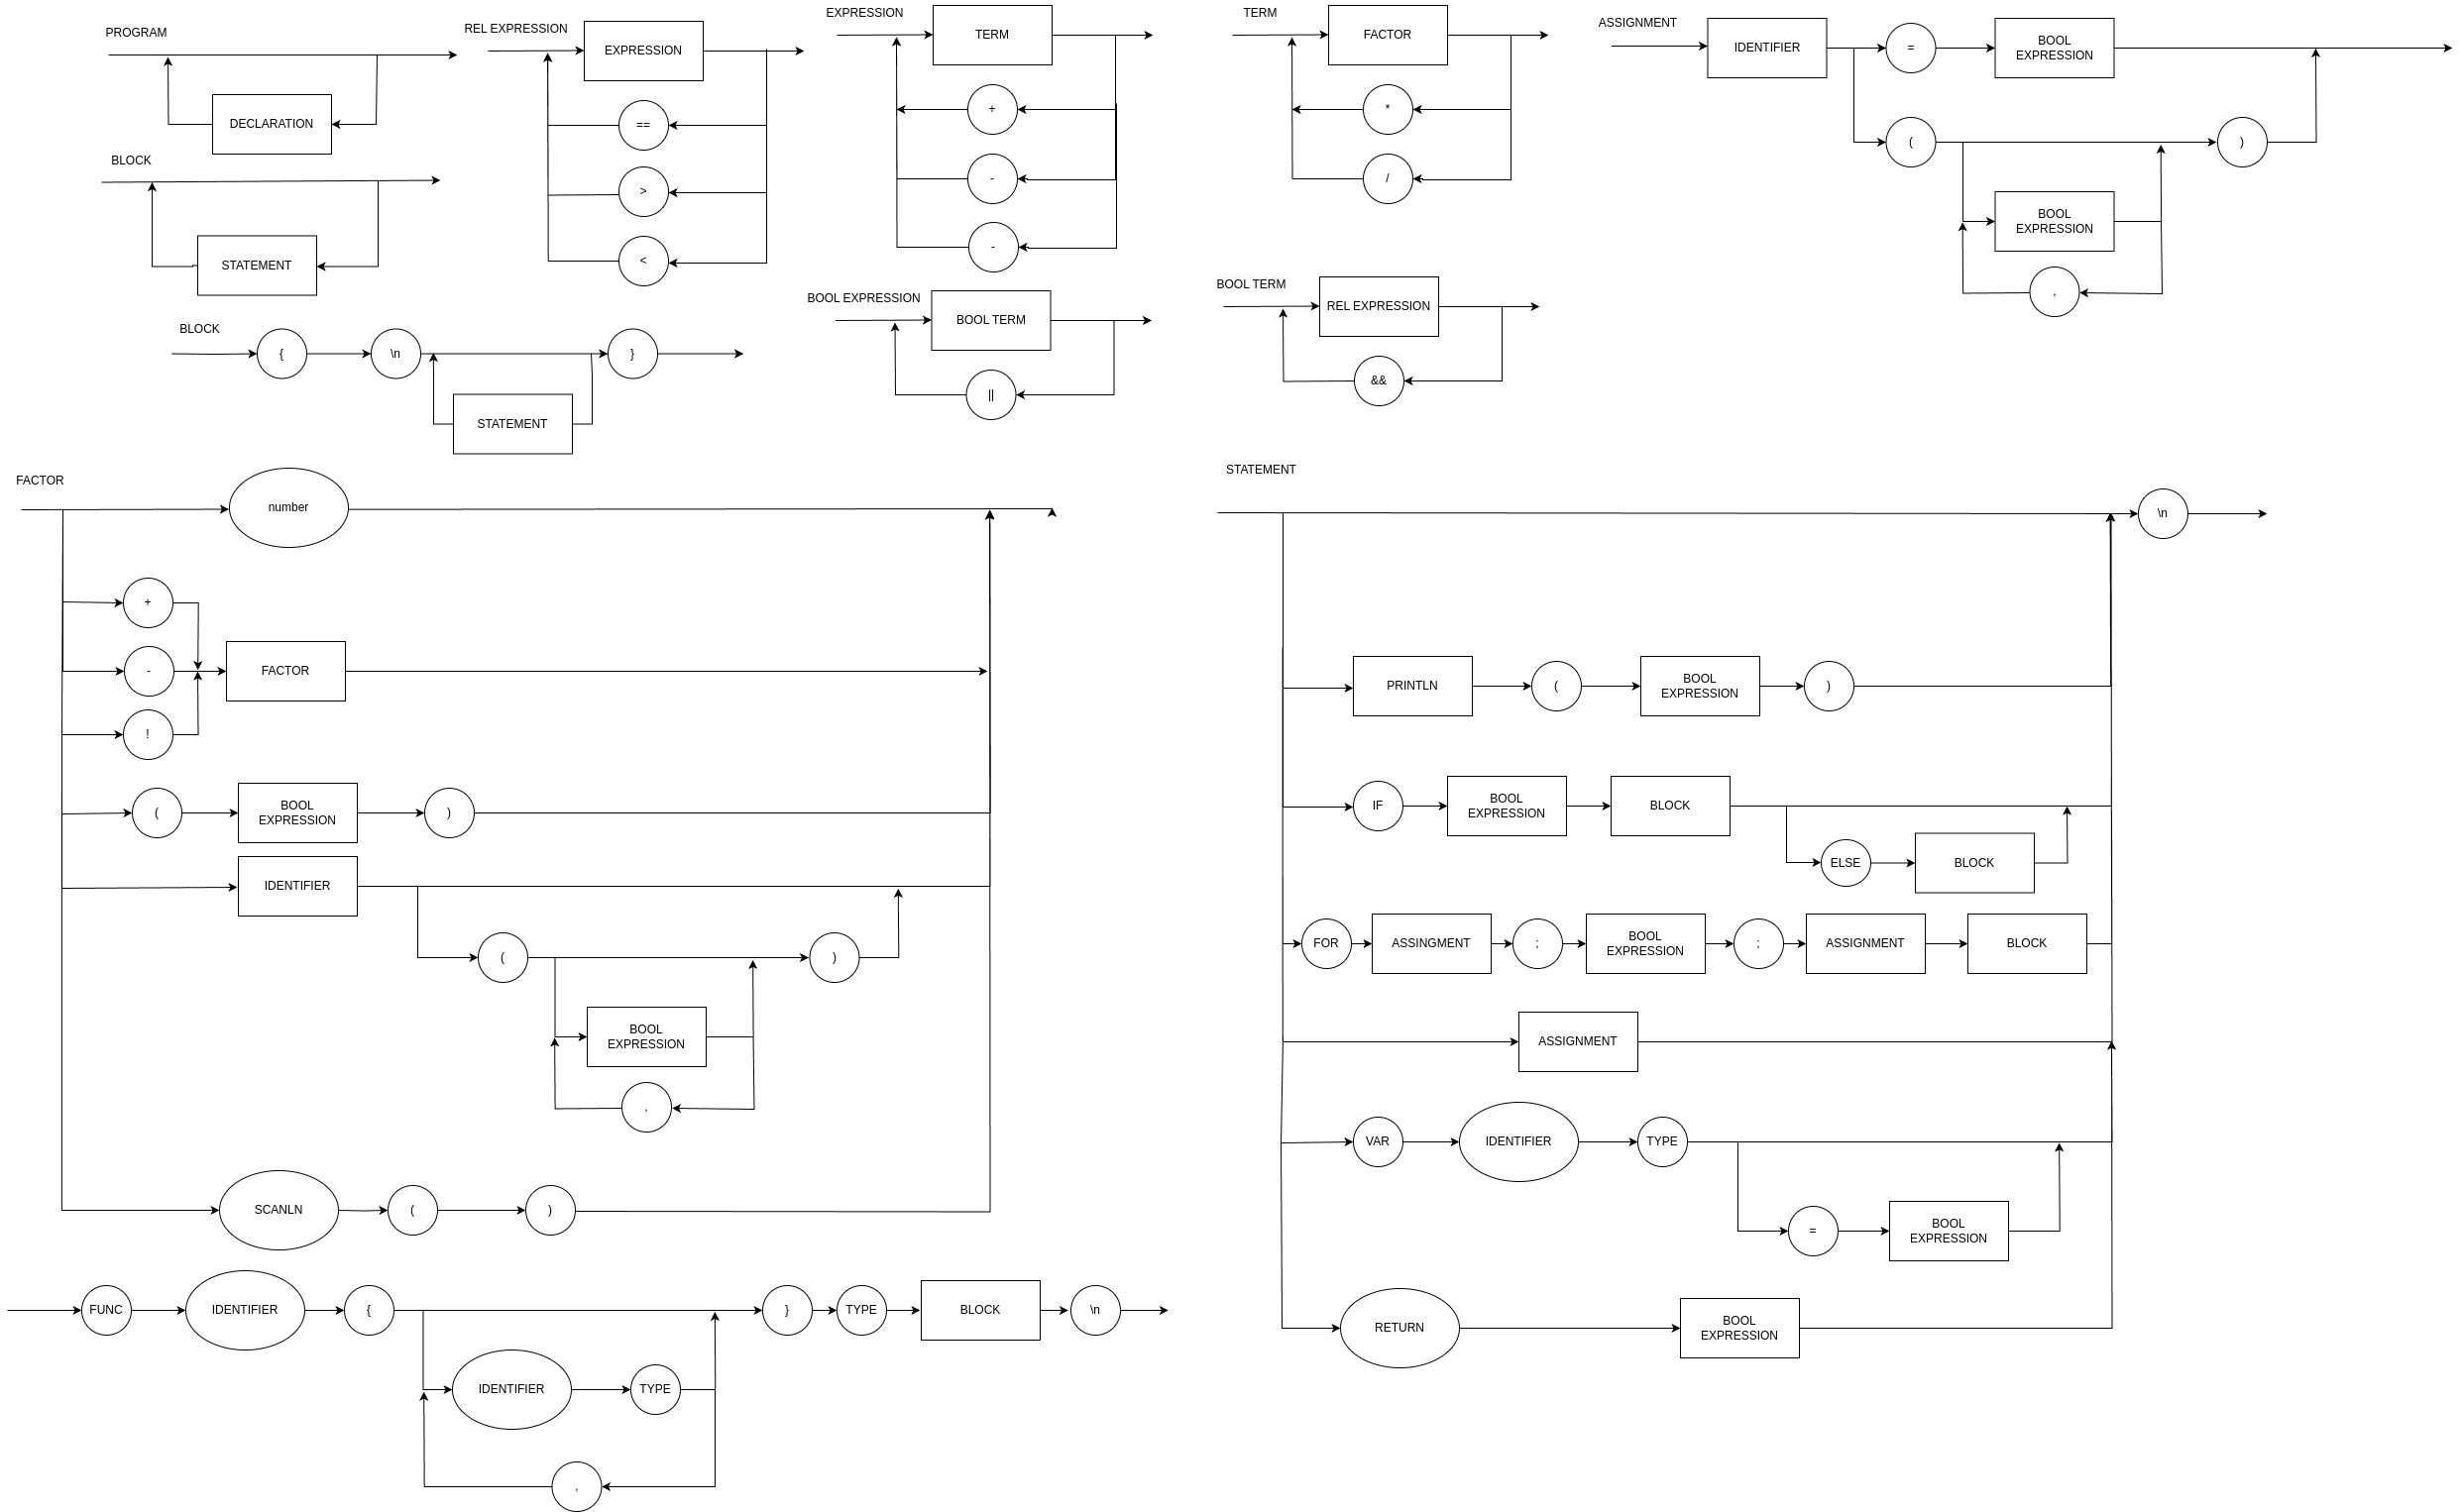 PROGRAM
DECLARATION
BLOCK
STATEMENT
REL EXPRESSION
EXPRESSION
==
>
<
EXPRESSION
TERM
+
-
-
TERM
FACTOR
*
/
ASSIGNMENT
IDENTIFIER
=
BOOL
EXPRESSION
(
)
BOOL
EXPRESSION
,
BLOCK
{
\n
}
STATEMENT
BOOL EXPRESSION
BOOL TERM
||
BOOL TERM
REL EXPRESSION
&&
FACTOR
number
+
-
FACTOR
!
(
BOOL
EXPRESSION
)
IDENTIFIER
(
)
BOOL
EXPRESSION
,
SCANLN
(
)
STATEMENT
\n
PRINTLN
(
BOOL
EXPRESSION
)
IF
BOOL
EXPRESSION
BLOCK
ELSE
BLOCK
FOR
ASSINGMENT
;
BOOL
EXPRESSION
;
ASSIGNMENT
BLOCK
ASSIGNMENT
VAR
IDENTIFIER
TYPE
=
BOOL
EXPRESSION
RETURN
BOOL
EXPRESSION
FUNC
IDENTIFIER
{
}
TYPE
BLOCK
\n
IDENTIFIER
TYPE
,